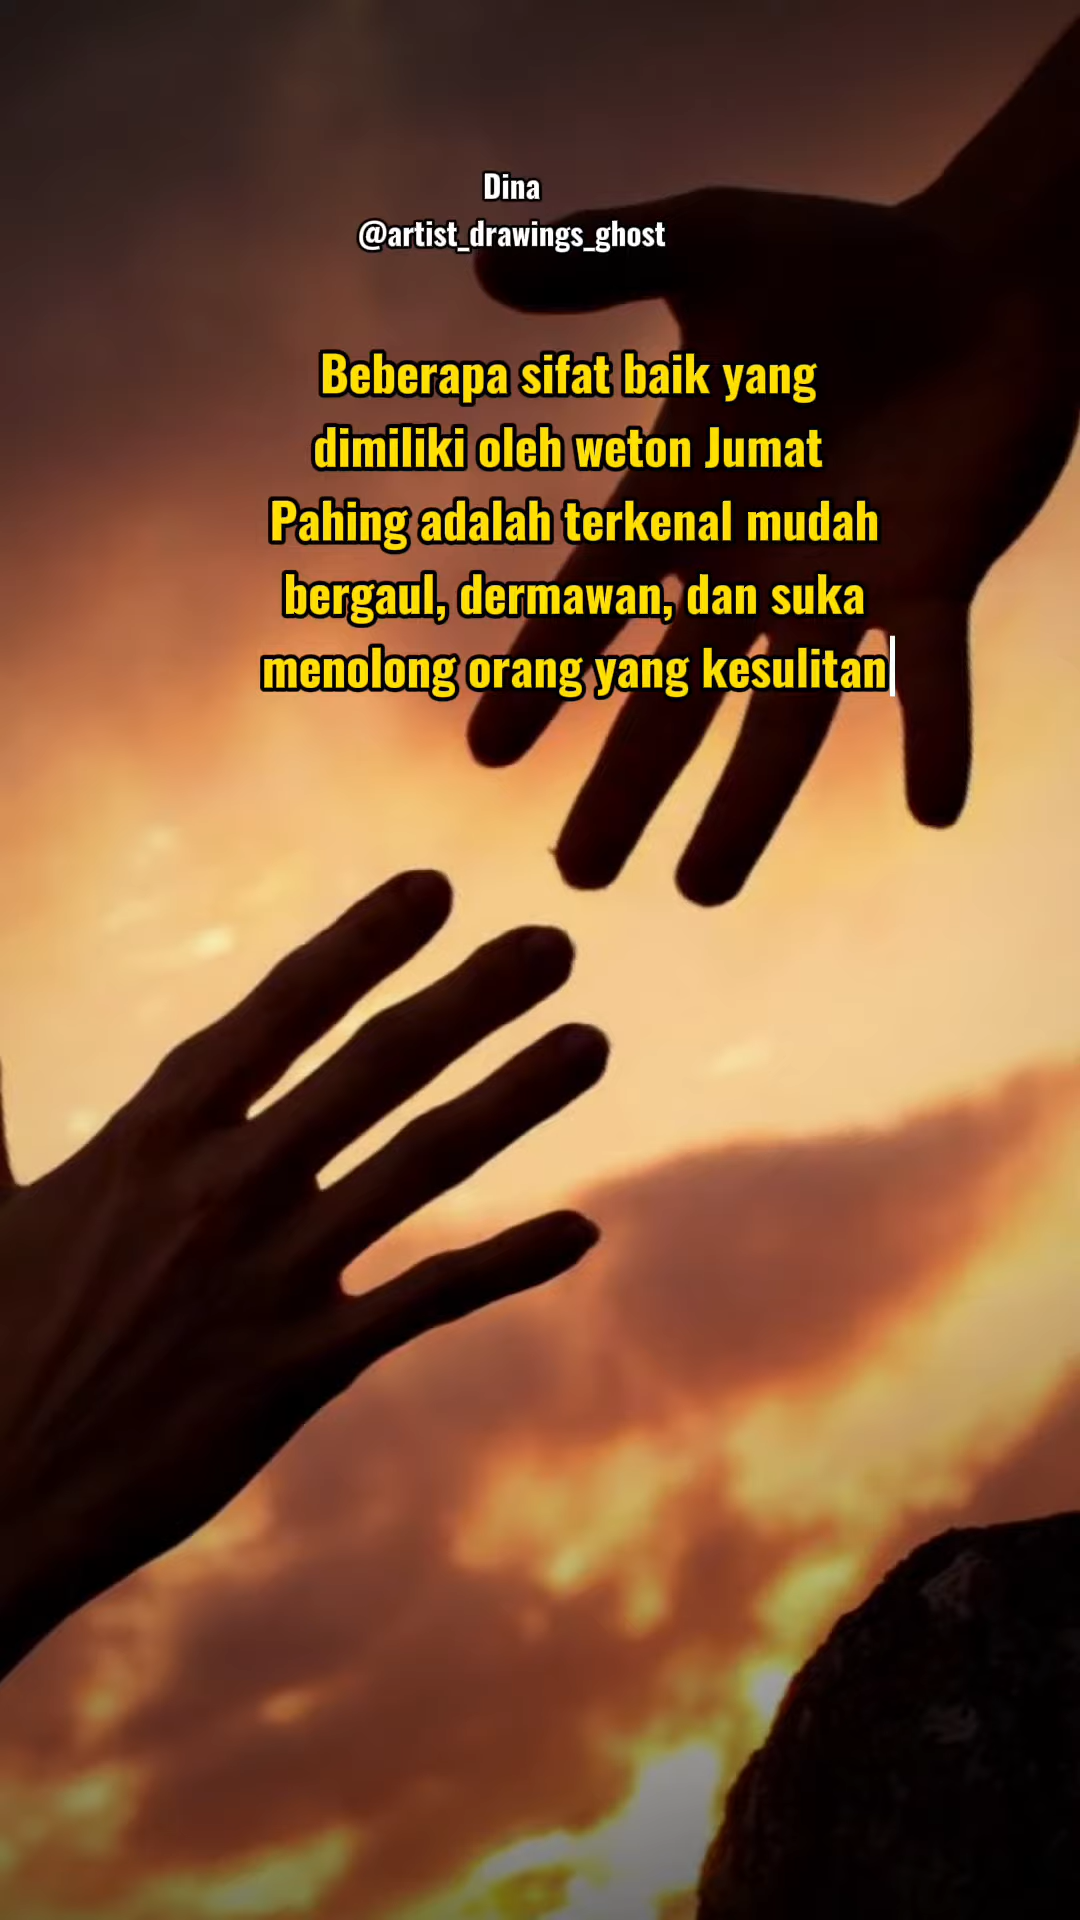 Dina
@artist_drawings_ghost
Beberapa sifat baik yang
dimiliki oleh weton Jumat
Pahing adalah terkenal mudah
bergaul, dermawan, dan suka
menolong orang yang kesulitan